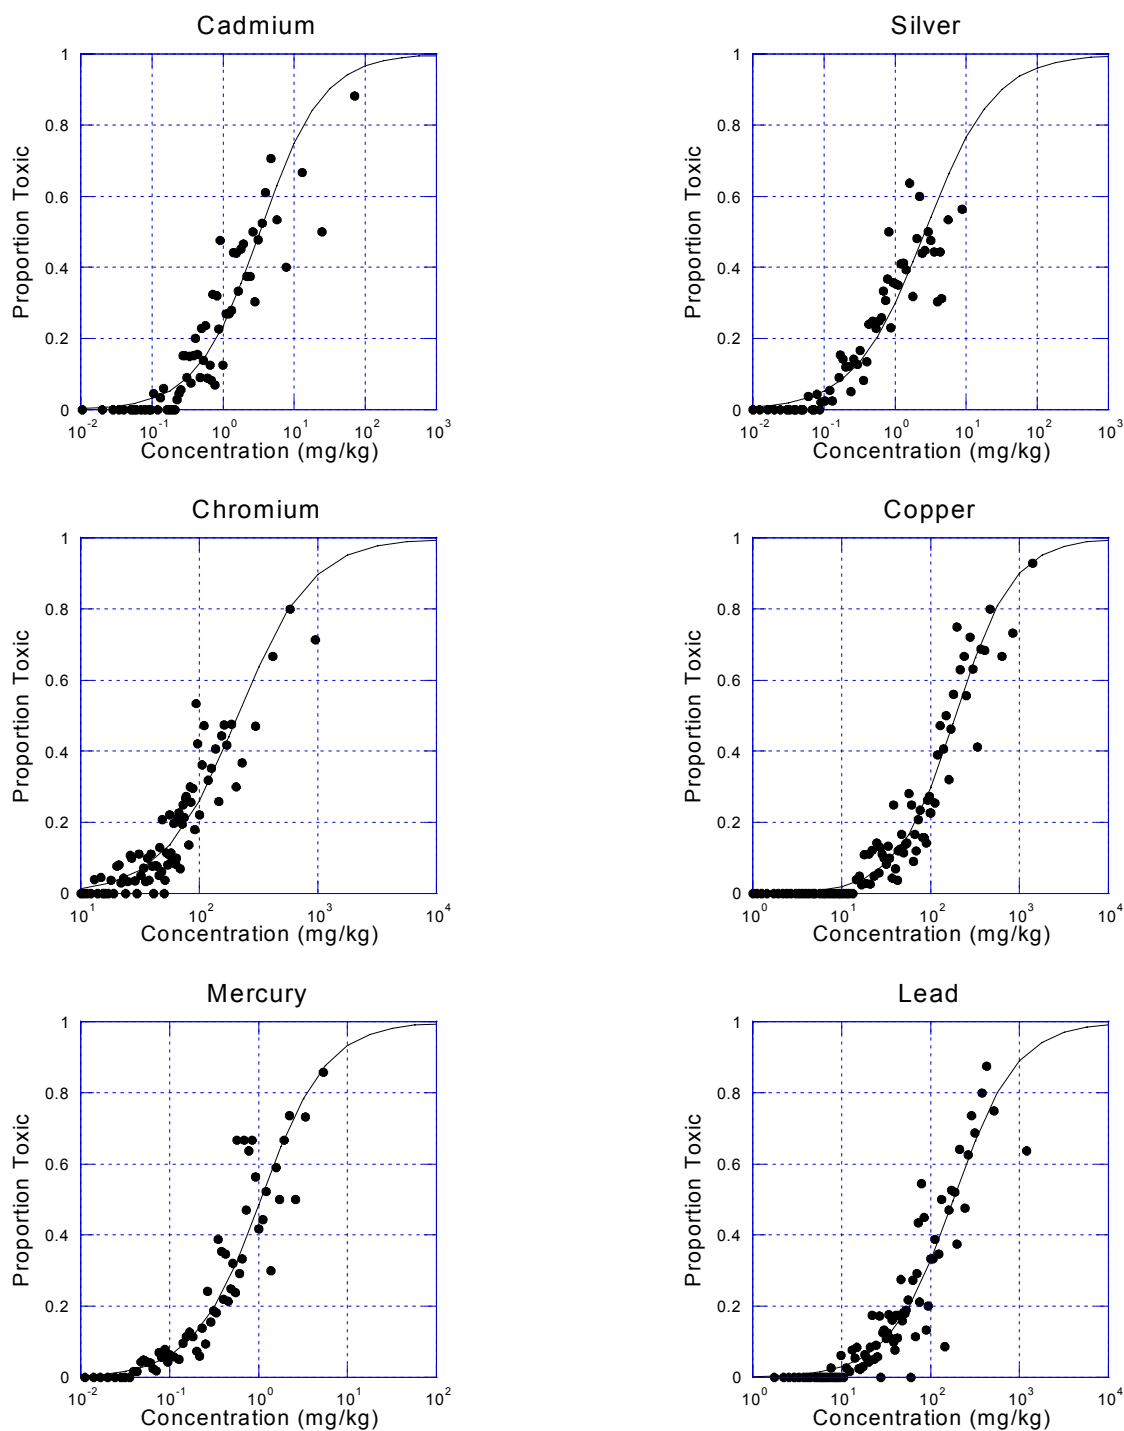 Cadmium
Silver
1
0.8
0.6
0.4
0.2
0
Proportion Toxic
10-2 10-1 100 101 102 103
Concentration (mg/kg)
1
0.8
0.6
0.4
0.2
0
Proportion Toxic
10-2 10-1 100 101 102 103
Concentration (mg/kg)
Chromium
Copper
1
0.8
0.6
0.4
0.2
0
Proportion Toxic
101 102 103 104
Concentration (mg/kg)
1
0.8
0.6
0.4
0.2
0
Proportion Toxic
100 101 102 103 104
Concentration (mg/kg)
Mercury
Lead
1
0.8
0.6
0.4
0.2
0
Proportion Toxic
10-2 10-1 100 101 102
Concentration (mg/kg)
1
0.8
0.6
0.4
0.2
0
Proportion Toxic
100 101 102 103 104
Concentration (mg/kg)